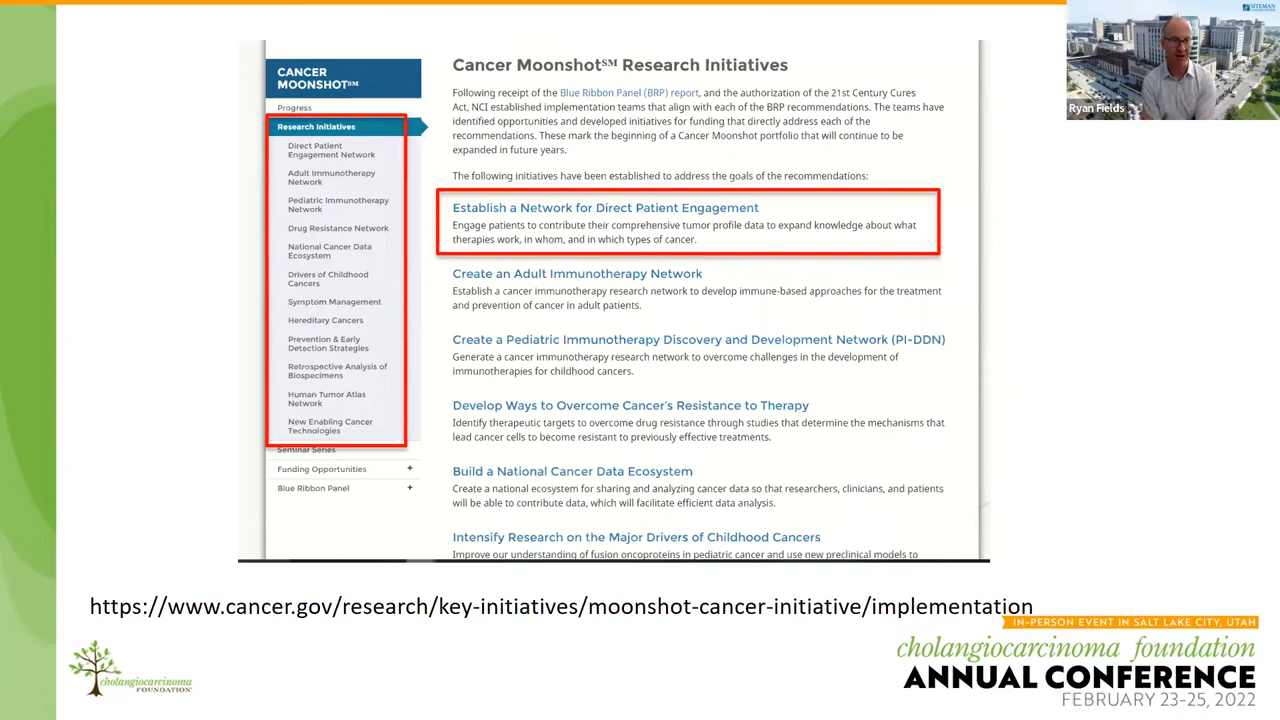 CANCER
MOONSHOT℠
Progress
Research Initiatives
Direct Patient
Engagement Network
Adult Immunotherapy
Network
Pediatric Immunotherapy
Network
Drug Resistance Network
National Cancer Data
Ecosystem
Drivers of Childhood
Cancers
Symptom Management
Hereditary Cancers
Prevention & Early
Detection Strategies
Retrospective Analysis of
Biospecimens
Human Tumor Atlas
Network
New Enabling Cancer
Technologies
Seminar Series
Funding Opportunities +
Blue Ribbon Panel +
Cancer Moonshot℠ Research Initiatives
Following receipt of the Blue Ribbon Panel (BRP) report, and the authorization of the 21st Century Cures
Act, NCI established implementation teams that align with each of the BRP recommendations. The teams have
identified opportunities and developed initiatives for funding that directly address each of the
recommendations. These mark the beginning of a Cancer Moonshot portfolio that will continue to be
expanded in future years.
The following initiatives have been established to address the goals of the recommendations:
Establish a Network for Direct Patient Engagement
Engage patients to contribute their comprehensive tumor profile data to expand knowledge about what
therapies work, in whom, and in which types of cancer.
Create an Adult Immunotherapy Network
Establish a cancer immunotherapy research network to develop immune-based approaches for the treatment
and prevention of cancer in adult patients.
Create a Pediatric Immunotherapy Discovery and Development Network (PI-DDN)
Generate a cancer immunotherapy research network to overcome challenges in the development of
immunotherapies for childhood cancers.
Develop Ways to Overcome Cancer's Resistance to Therapy
Identify therapeutic targets to overcome drug resistance through studies that determine the mechanisms that
lead cancer cells to become resistant to previously effective treatments.
Build a National Cancer Data Ecosystem
Create a national ecosystem for sharing and analyzing cancer data so that researchers, clinicians, and patients
will be able to contribute data, which will facilitate efficient data analysis.
Intensify Research on the Major Drivers of Childhood Cancers
Improve our understanding of fusion oncoproteins in pediatric cancer and use new preclinical models to
SITEMAN
Ryan Fields
https://www.cancer.gov/research/key-initiatives/moonshot-cancer-initiative/implementation
cholangiocarcinoma
FOUNDATION
IN-PERSON EVENT IN SALT LAKE CITY, UTAH
cholangiocarcinoma foundation
ANNUAL CONFERENCE
FEBRUARY 23-25, 2022